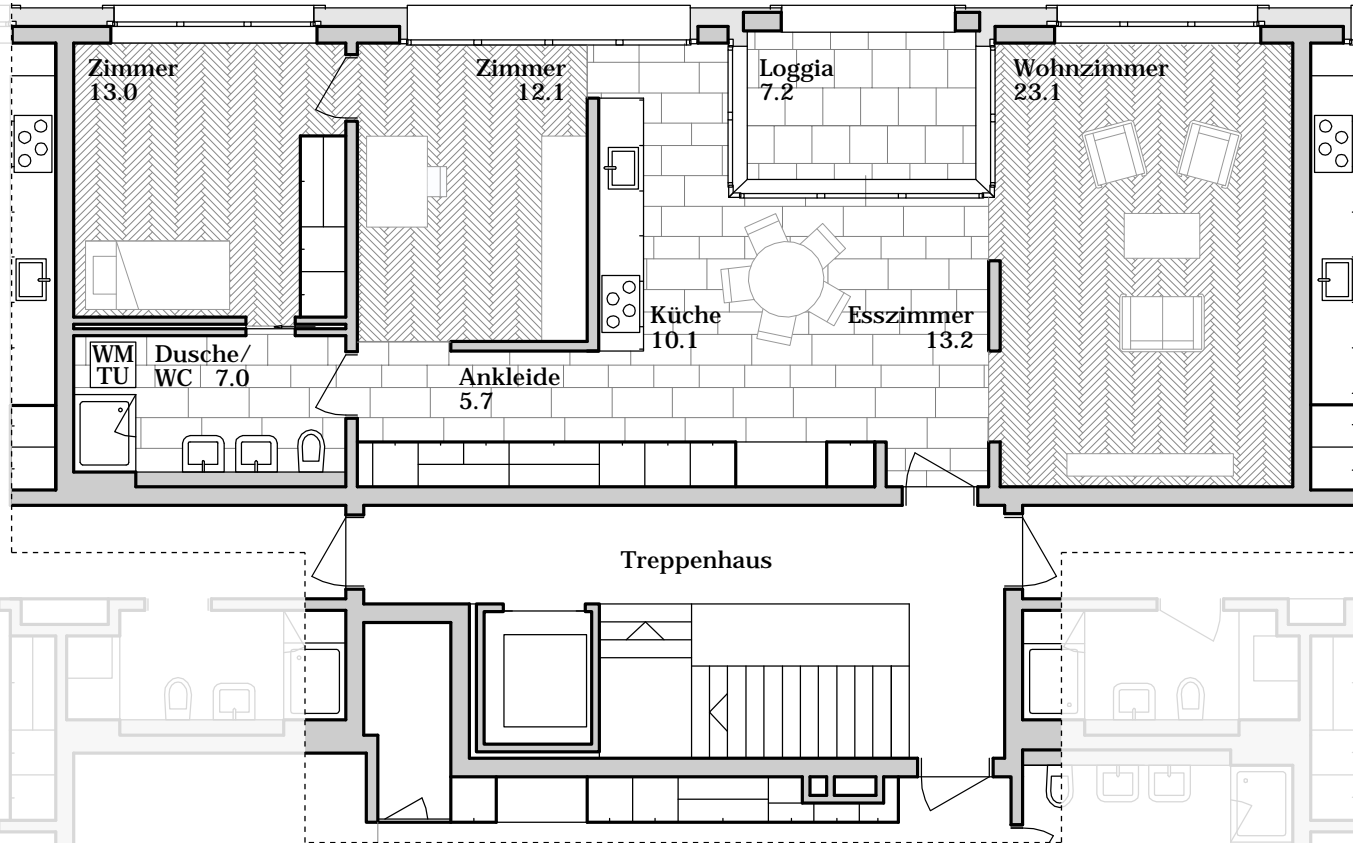 Zimmer
13.0
Zimmer
12.1
Loggia
7.2
Wohnzimmer
23.1
Küche
10.1
Esszimmer
13.2
WM
TU
Dusche/
WC 7.0
Ankleide
5.7
Treppenhaus